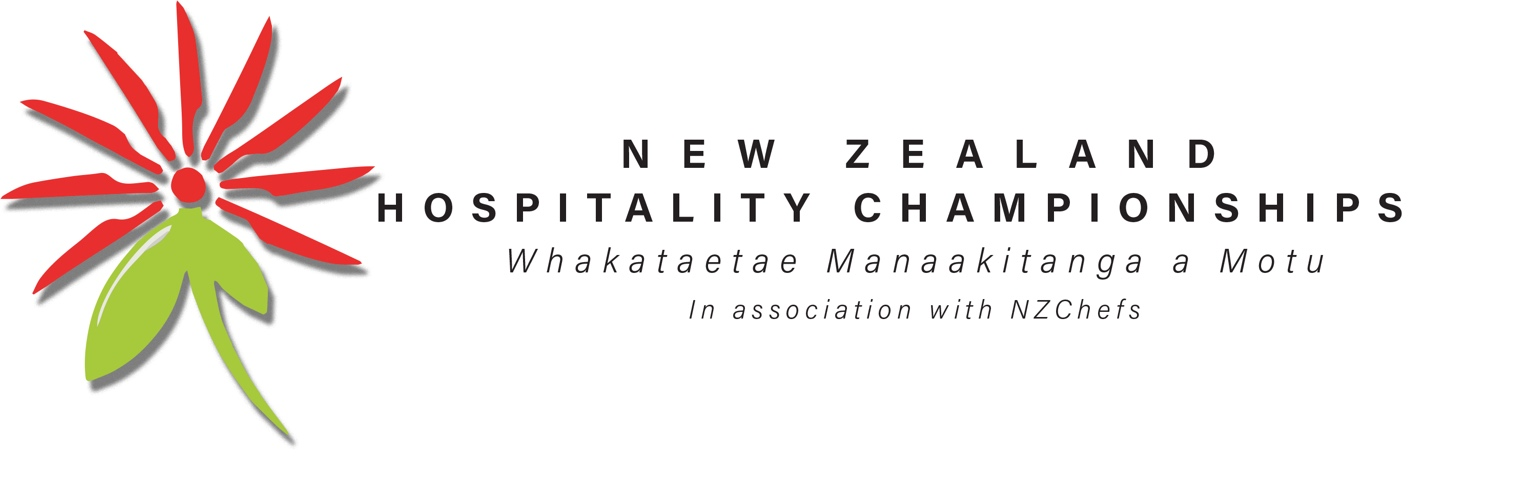 NEW ZEALAND
HOSPITALITY CHAMPIONSHIPS
Whakataetae Manaakitanga a Motu
In association with NZChefs